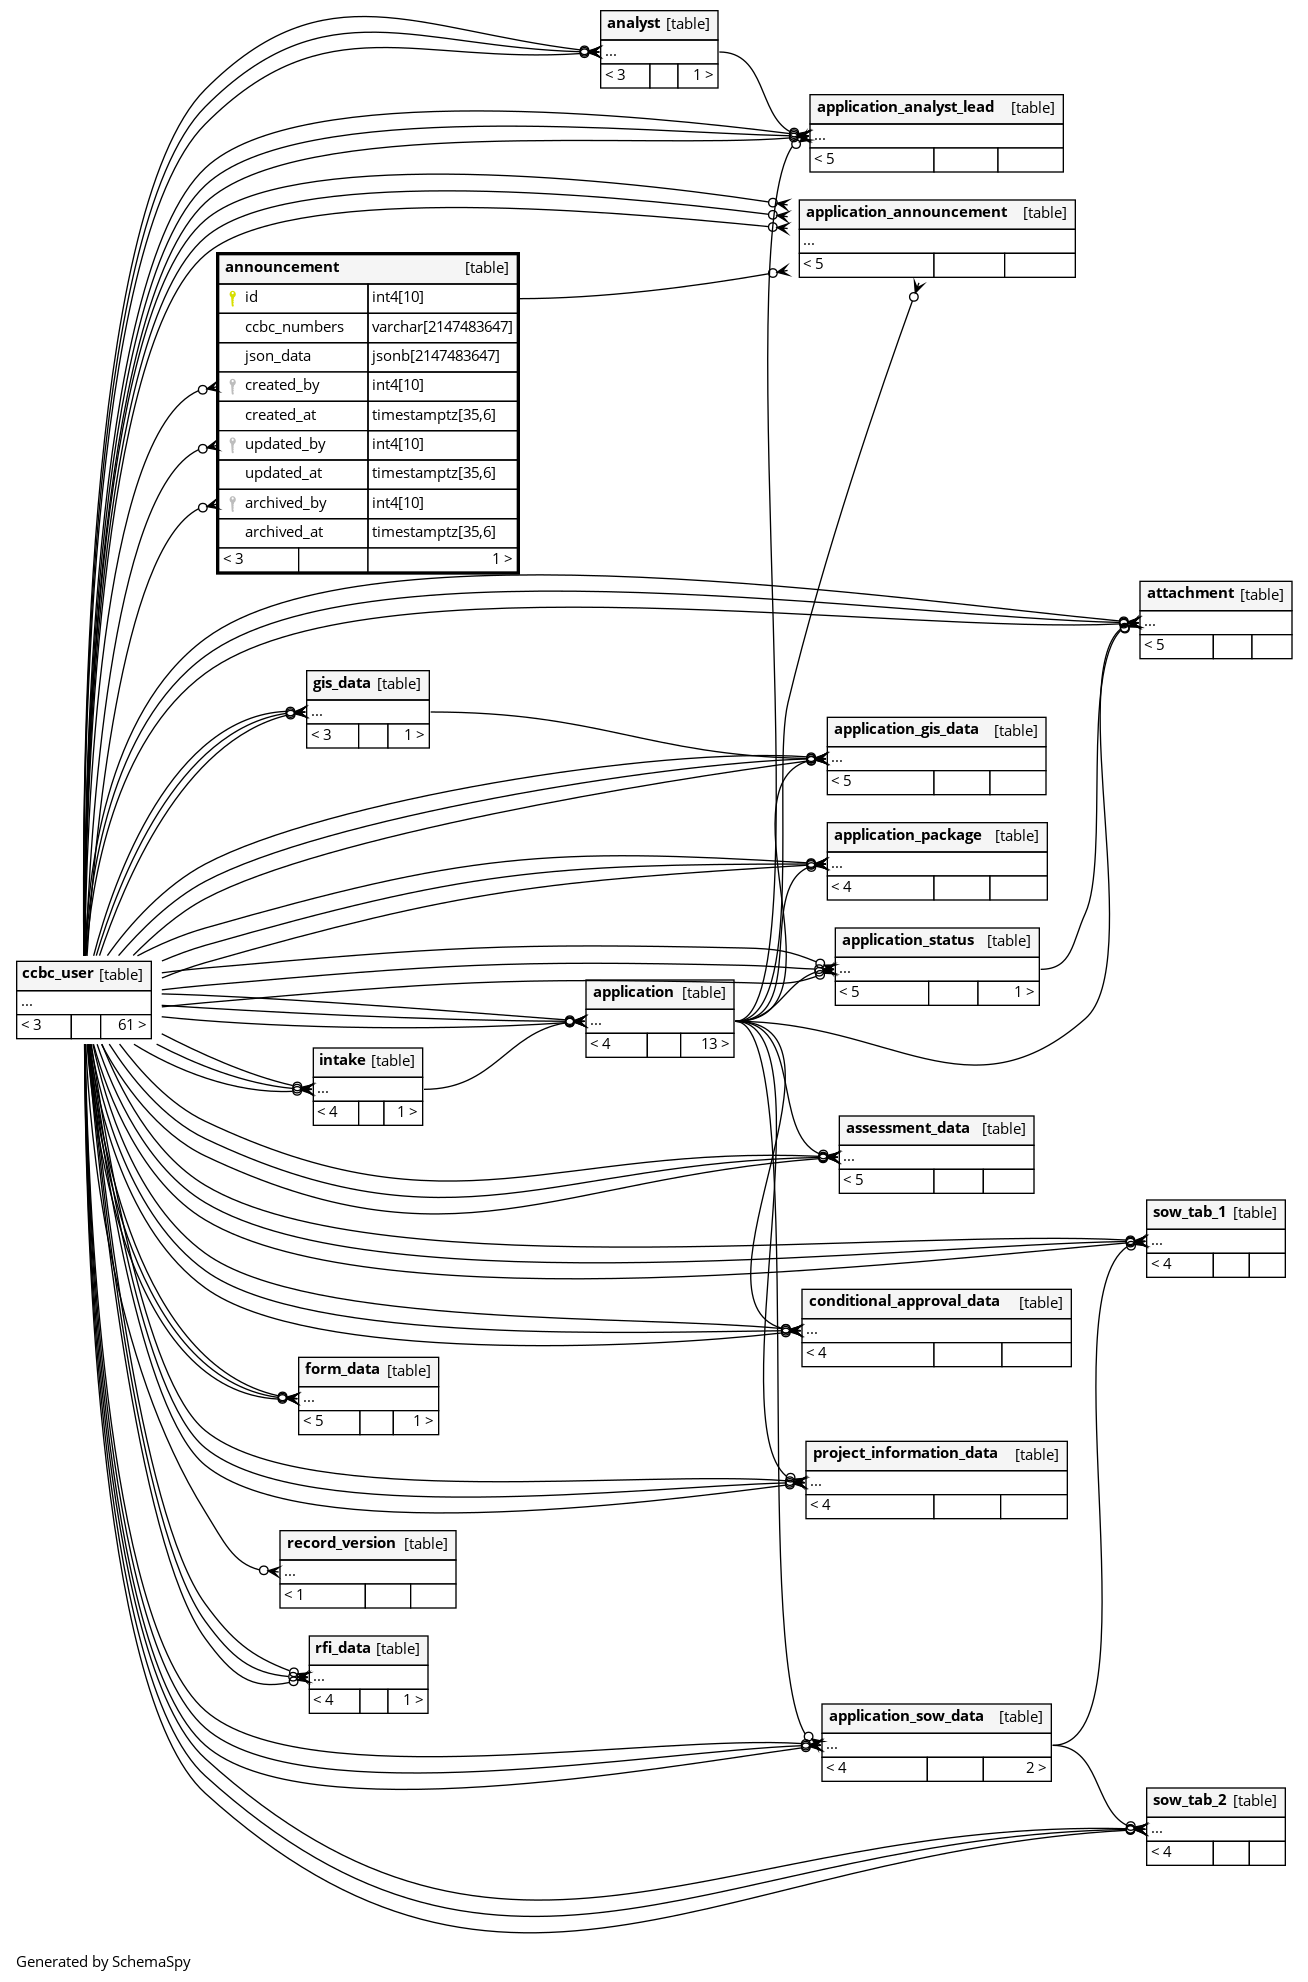 analyst [table]
...
< 3 1 >
application_analyst_lead [table]
...
< 5
application_announcement [table]
...
< 5
announcement [table]
id int4[10]
ccbc_numbers varchar[2147483647]
json_data jsonb[2147483647]
created_by int4[10]
created_at timestamptz[35,6]
updated_by int4[10]
updated_at timestamptz[35,6]
archived_by int4[10]
archived_at timestamptz[35,6]
< 3 1 >
attachment [table]
...
< 5
gis_data [table]
...
< 3 1 >
application_gis_data [table]
...
< 5
application_package [table]
...
< 4
application_status [table]
...
< 5 1 >
ccbc_user [table]
...
< 3 61 >
application [table]
...
< 4 13 >
intake [table]
...
< 4 1 >
assessment_data [table]
...
< 5
sow_tab_1 [table]
...
< 4
conditional_approval_data [table]
...
< 4
form_data [table]
...
< 5 1 >
project_information_data [table]
...
< 4
record_version [table]
...
< 1
rfi_data [table]
...
< 4 1 >
application_sow_data [table]
...
< 4 2 >
sow_tab_2 [table]
...
< 4
Generated by SchemaSpy